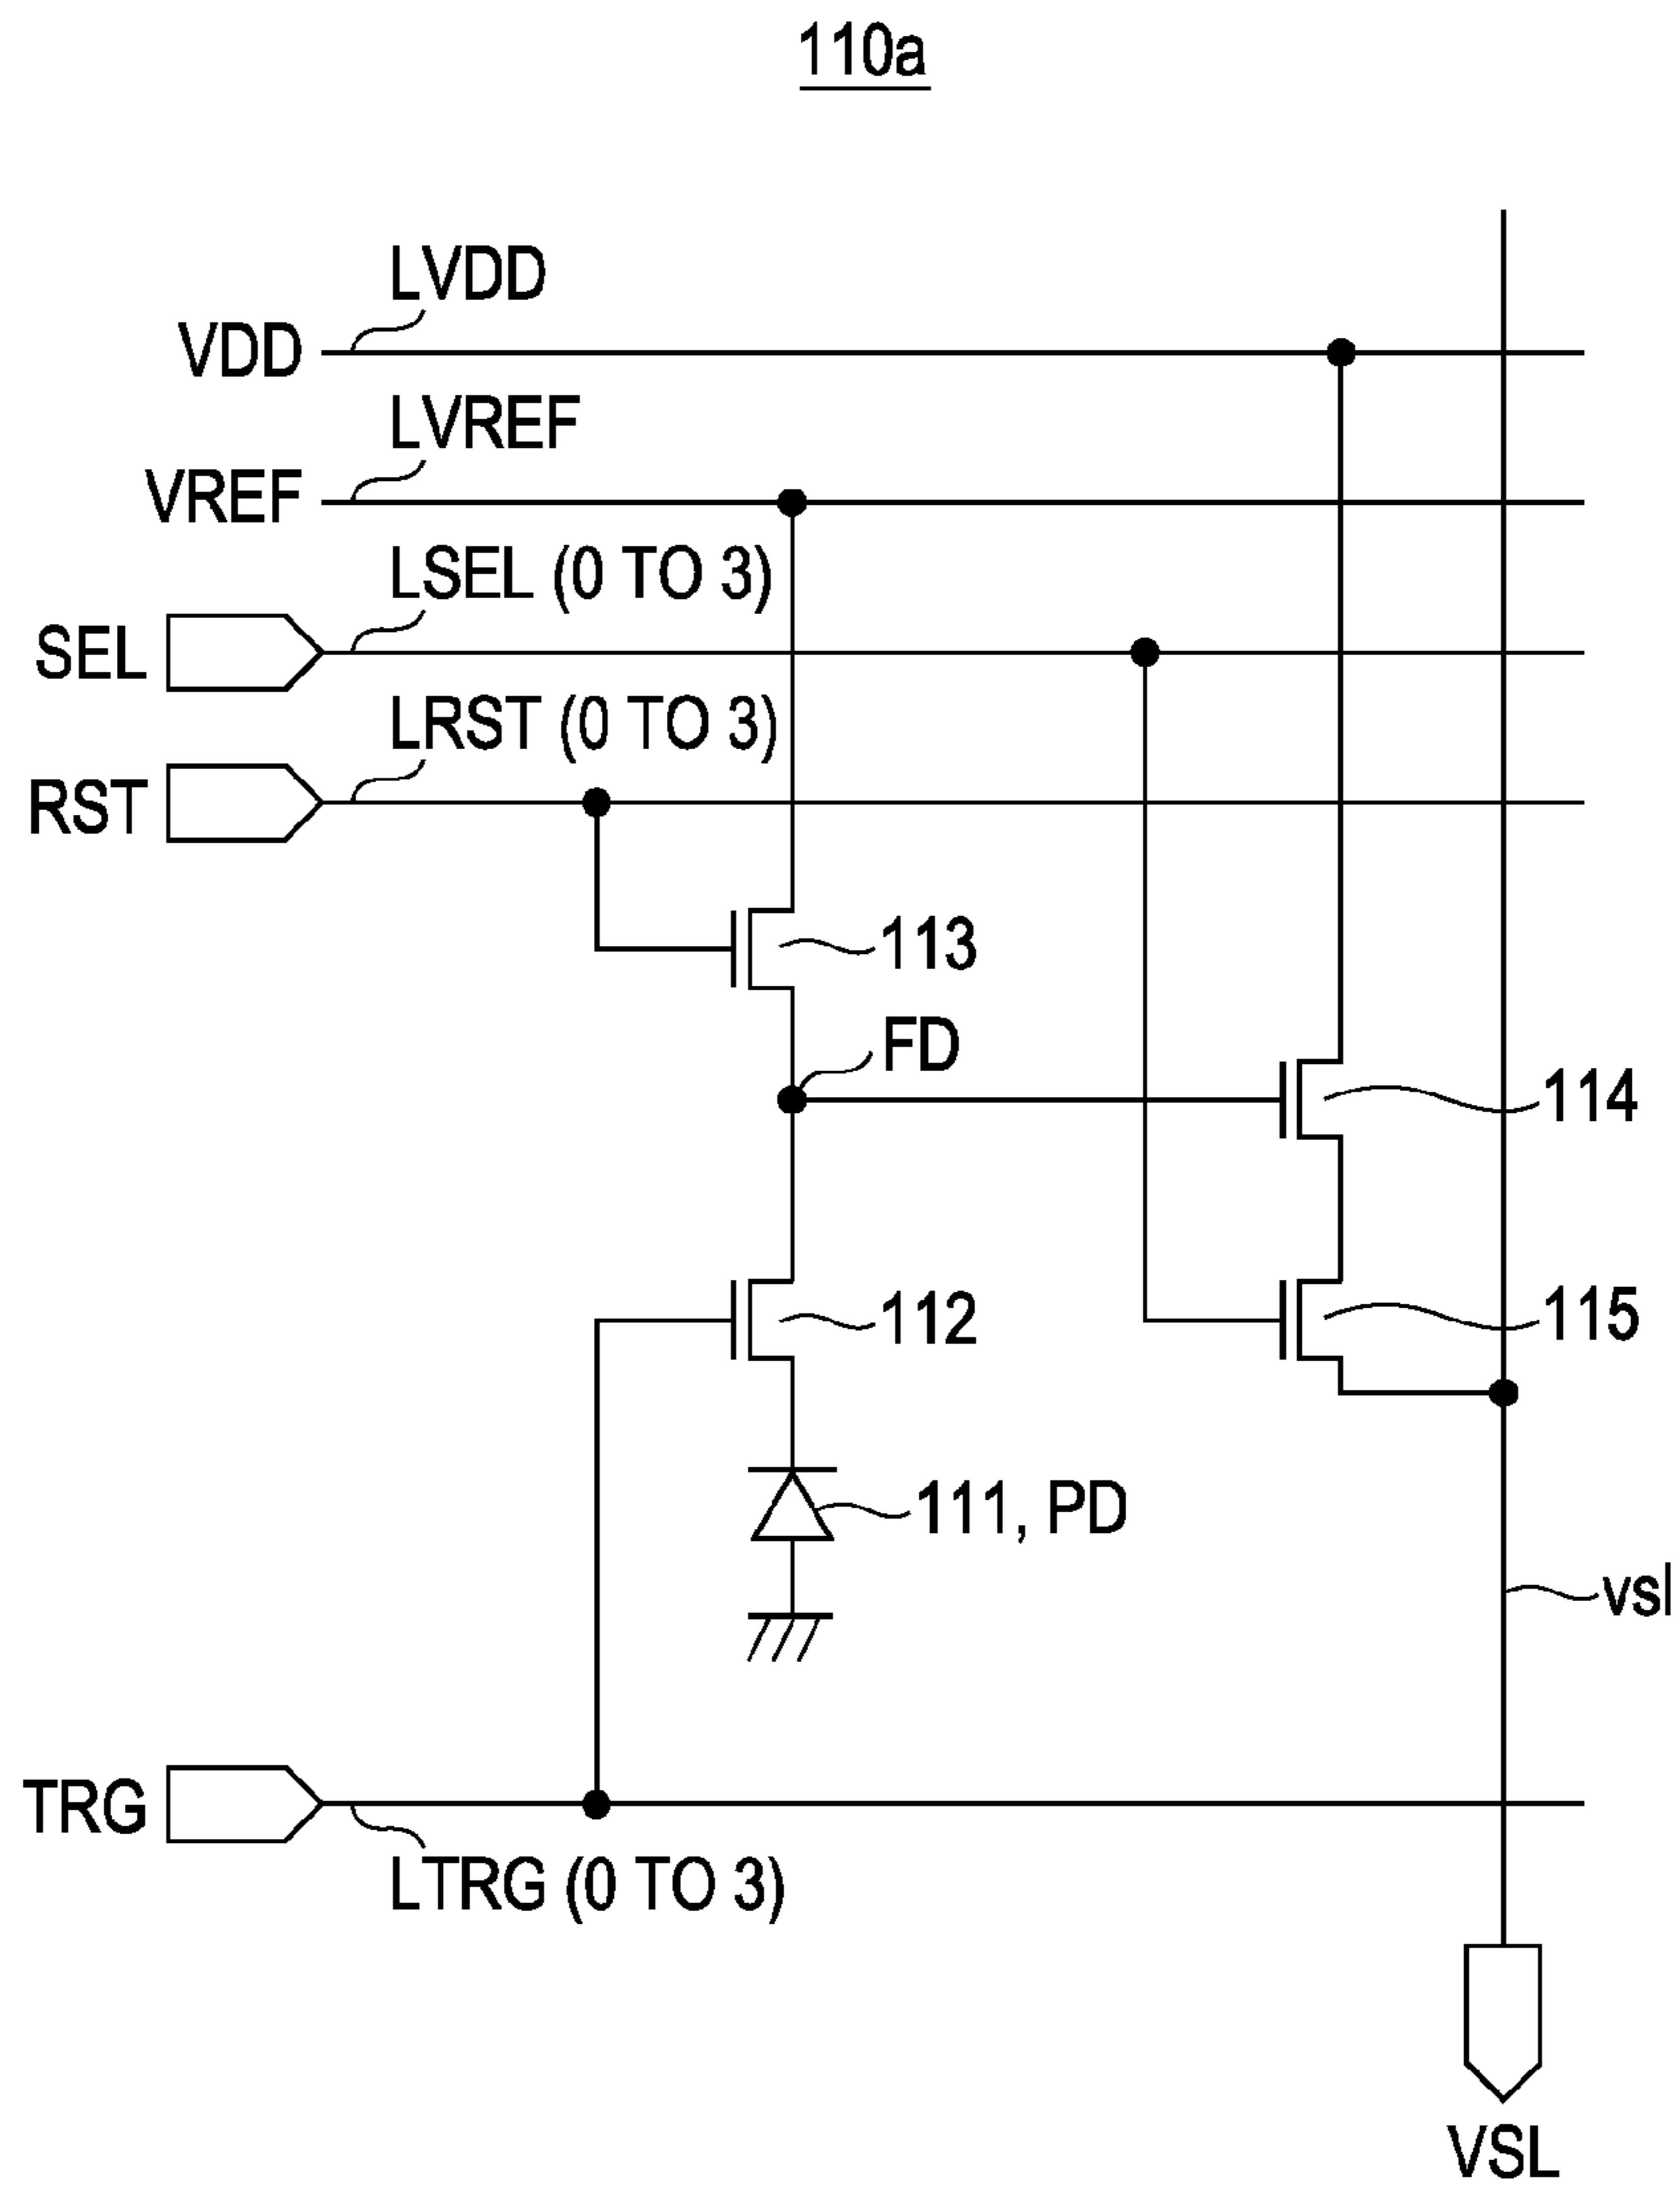 110a
LVDD
VDD
LVREF
VREF
LSEL (0 TO 3)
SEL
LRST (0 TO 3)
RST
113
FD
114
112
115
111, PD
vsl
TRG
LTRG (0 TO 3)
VSL